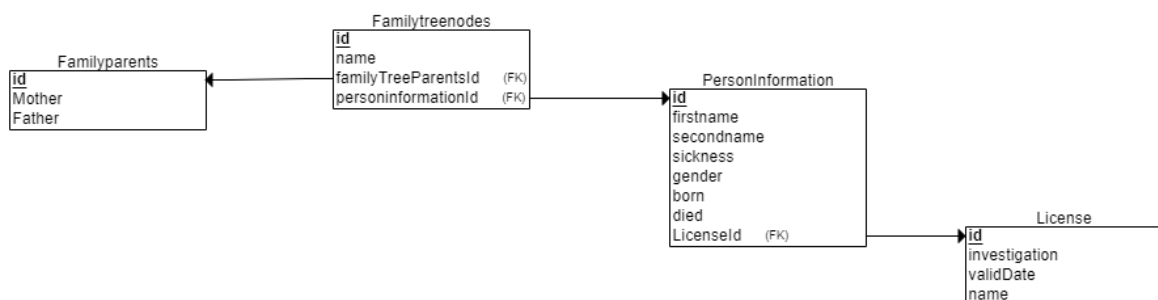 Familyparents
id
Mother
Father
Familytreenodes
id
name
familyTreeParentsId (FK)
personinformationId (FK)
PersonInformation
id
firstname
secondname
sickness
gender
born
died
LicenseId (FK)
License
id
investigation
validDate
name